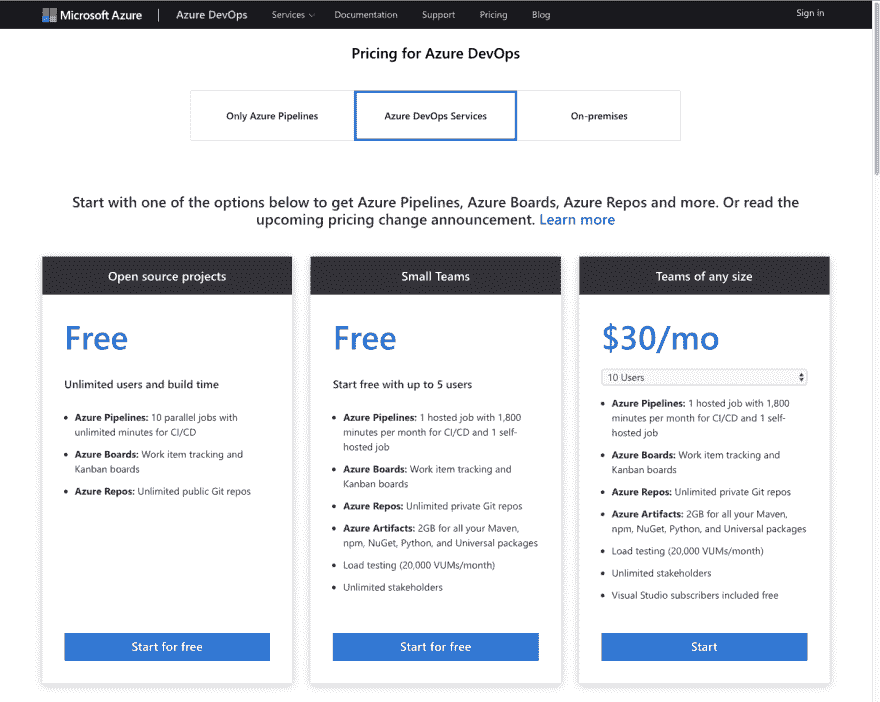 Microsoft Azure | Azure DevOps Services Documentation Support Pricing Blog Sign in
Pricing for Azure DevOps
Only Azure Pipelines Azure DevOps Services On-premises
Start with one of the options below to get Azure Pipelines, Azure Boards, Azure Repos and more. Or read the
upcoming pricing change announcement. Learn more
Open source projects
Free
Unlimited users and build time
• Azure Pipelines: 10 parallel jobs with
unlimited minutes for CI/CD
• Azure Boards: Work item tracking and
Kanban boards
• Azure Repos: Unlimited public Git repos
Start for free
Small Teams
Free
Start free with up to 5 users
• Azure Pipelines: 1 hosted job with 1,800
minutes per month for CI/CD and 1 self-
hosted job
• Azure Boards: Work item tracking and
Kanban boards
• Azure Repos: Unlimited private Git repos
• Azure Artifacts: 2GB for all your Maven,
npm, NuGet, Python, and Universal packages
• Load testing (20,000 VUMs/month)
• Unlimited stakeholders
Start for free
Teams of any size
$30/mo
10 Users
• Azure Pipelines: 1 hosted job with 1,800
minutes per month for CI/CD and 1 self-
hosted job
• Azure Boards: Work item tracking and
Kanban boards
• Azure Repos: Unlimited private Git repos
• Azure Artifacts: 2GB for all your Maven,
npm, NuGet, Python, and Universal packages
• Load testing (20,000 VUMs/month)
• Unlimited stakeholders
• Visual Studio subscribers included free
Start